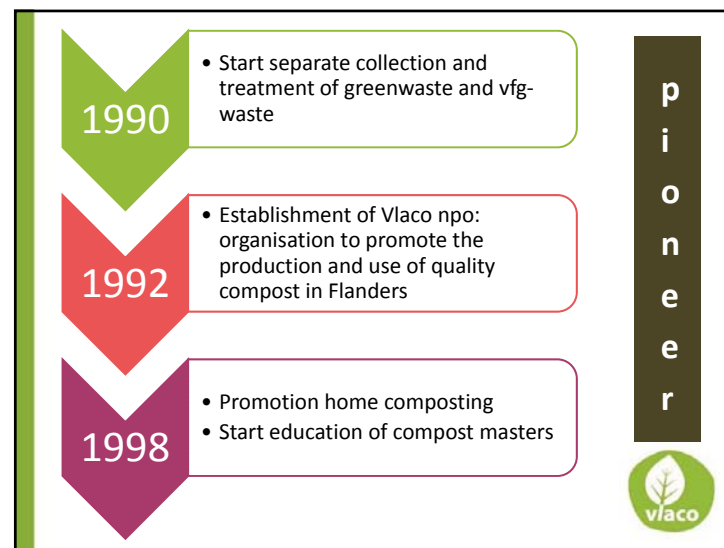 1990
• Start separate collection and
treatment of greenwaste and vfg-
waste
1992
• Establishment of Vlaco npo:
organisation to promote the
production and use of quality
compost in Flanders
1998
• Promotion home composting
• Start education of compost masters
p
i
o
n
e
e
r
vlaco